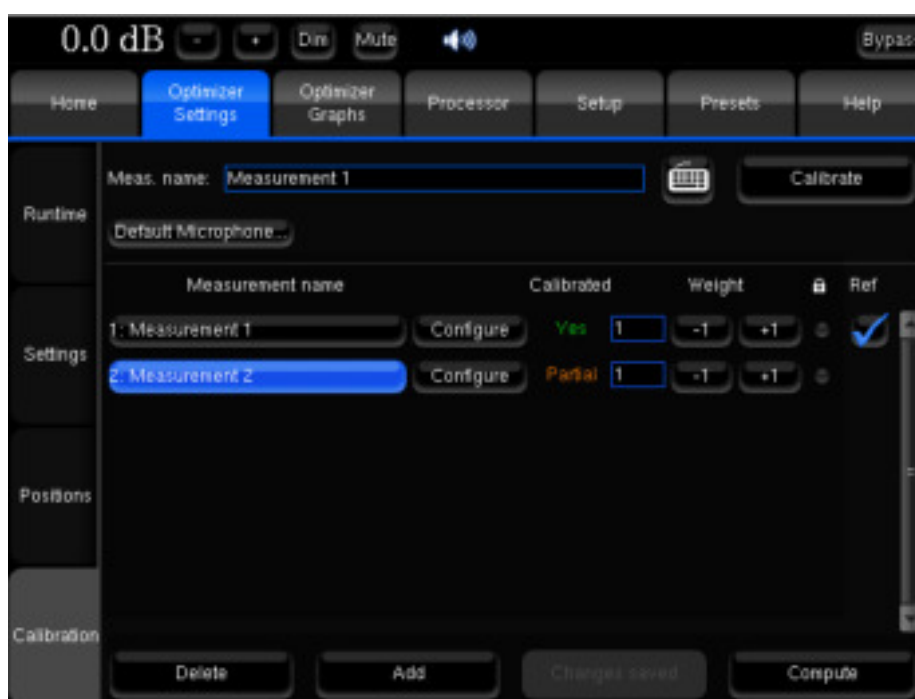 0.0 dB - + Dim Mute Bypas
Home Optimizer Settings Optimizer Graphs Processor Setup Presets Help
Meas. name: Measurement 1 Calibrate
Runtime
Default Microphone...
Measurement name Calibrated Weight Ref
1: Measurement 1 Configure Yes 1 -1 +1
Settings
2: Measurement 2 Configure Partial 1 -1 +1
Positions
Calibration
Delete Add Changes saved Compute